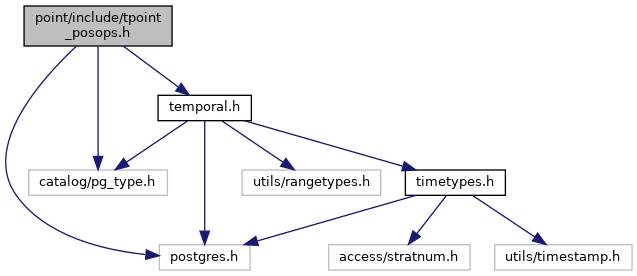 point/include/tpoint
_posops.h
temporal.h
catalog/pg_type.h
utils/rangetypes.h
timetypes.h
postgres.h
access/stratnum.h
utils/timestamp.h